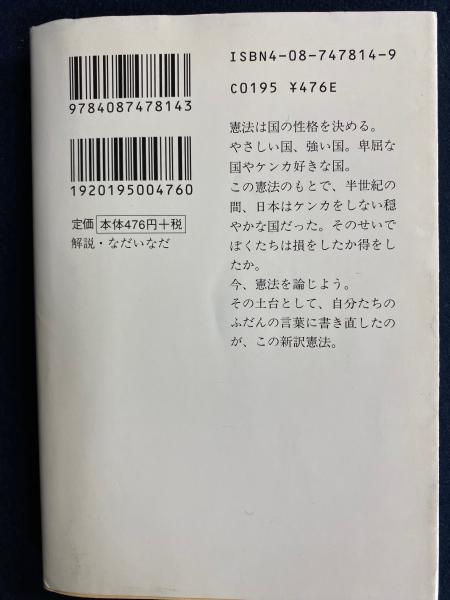 ISBN4-08-747814-9
C0195 ¥476E
9784087478143
1920195004760
定価 本体476円+税
解説・なだいなだ
憲法は国の性格を決める。
やさしい国、強い国。卑屈な
国やケンカ好きな国。
この憲法のもとで、半世紀の
間、日本はケンカをしない穏
やかな国だった。そのせいで
ぼくたちは損をしたか得をし
たか。
今、憲法を論じよう。
その土台として、自分たちの
ふだんの言葉に書き直したの
が、この新訳憲法。